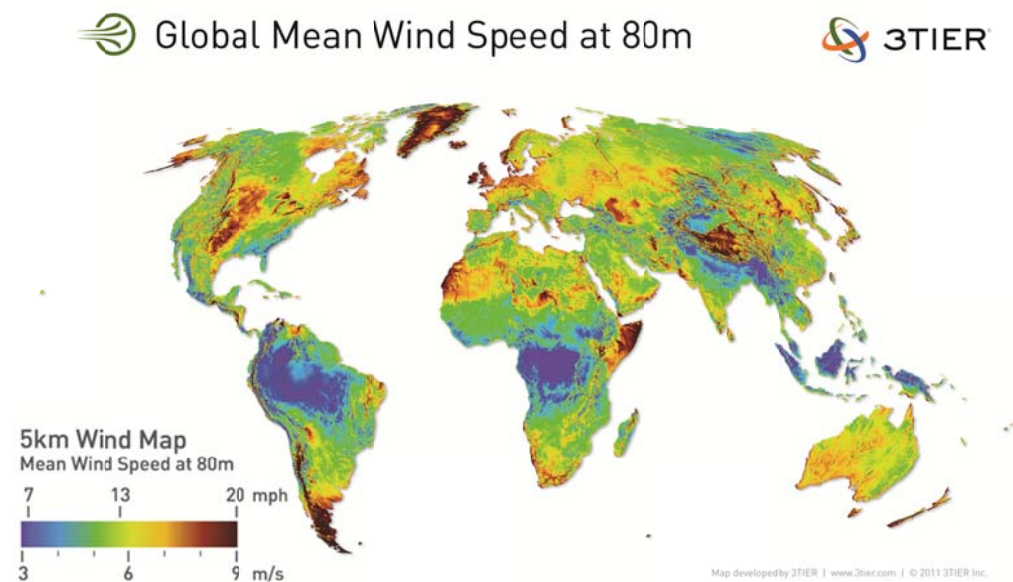 Global Mean Wind Speed at 80m
3TIER®
5km Wind Map
Mean Wind Speed at 80m
7 13 20 mph
3 6 9 m/s
Map developed by 3TIER | www.3tier.com | © 2011 3TIER Inc.